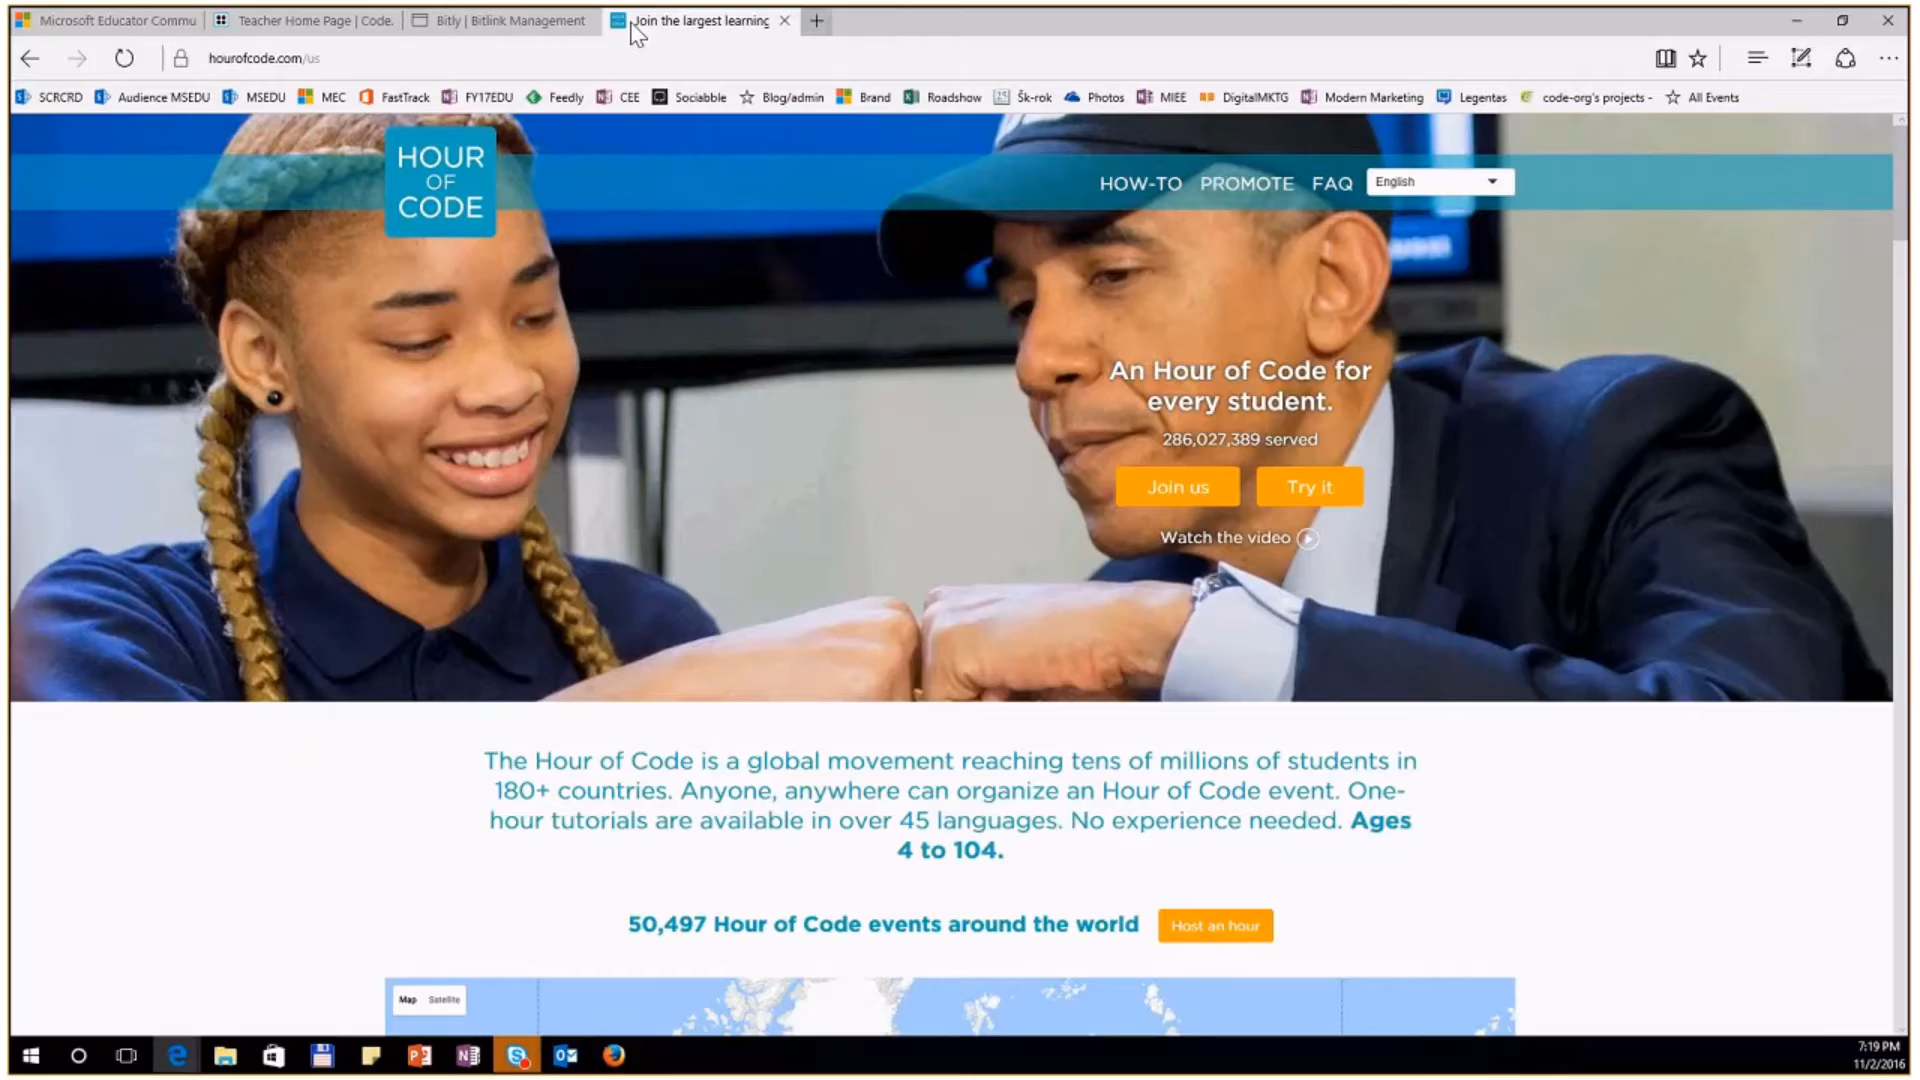 Microsoft Educator Commu
Teacher Home Page | Code.
Bitly | Bitlink Management
Join the largest learning
hourofcode.com/us
SCRCRD
Audience MSEDU
MSEDU
MEC
FastTrack
FY17EDU
Feedly
CEE
Sociabble
Blog/admin
Brand
Roadshow
Šk-rok
Photos
MIEE
DigitalMKTG
Modern Marketing
Legentas
code-org's projects -
All Events
HOUR
OF
CODE
HOW-TO PROMOTE FAQ English
An Hour of Code for
every student.
286,027,389 served
Join us
Try it
Watch the video
The Hour of Code is a global movement reaching tens of millions of students in
180+ countries. Anyone, anywhere can organize an Hour of Code event. One-
hour tutorials are available in over 45 languages. No experience needed. Ages
4 to 104.
50,497 Hour of Code events around the world
Host an hour
Map Satellite
7:19 PM
11/2/2016